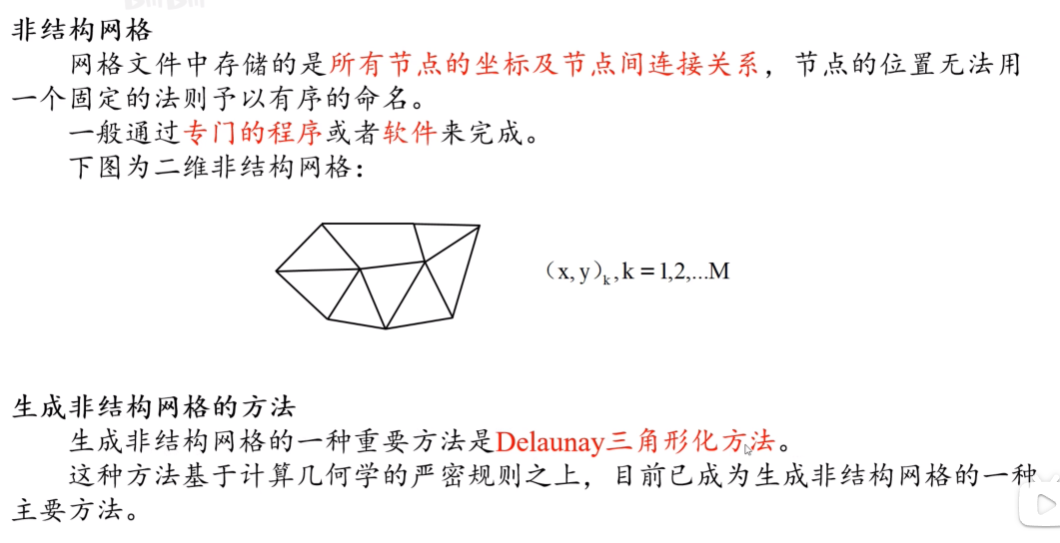 非结构网格
网格文件中存储的是所有节点的坐标及节点间连接关系，节点的位置无法用
一个固定的法则予以有序的命名。
一般通过专门的程序或者软件来完成。
下图为二维非结构网格：
(x, y)k, k = 1,2,...M
生成非结构网格的方法
生成非结构网格的一种重要方法是Delaunay三角形化方法。
这种方法基于计算几何学的严密规则之上，目前已成为生成非结构网格的一种
主要方法。